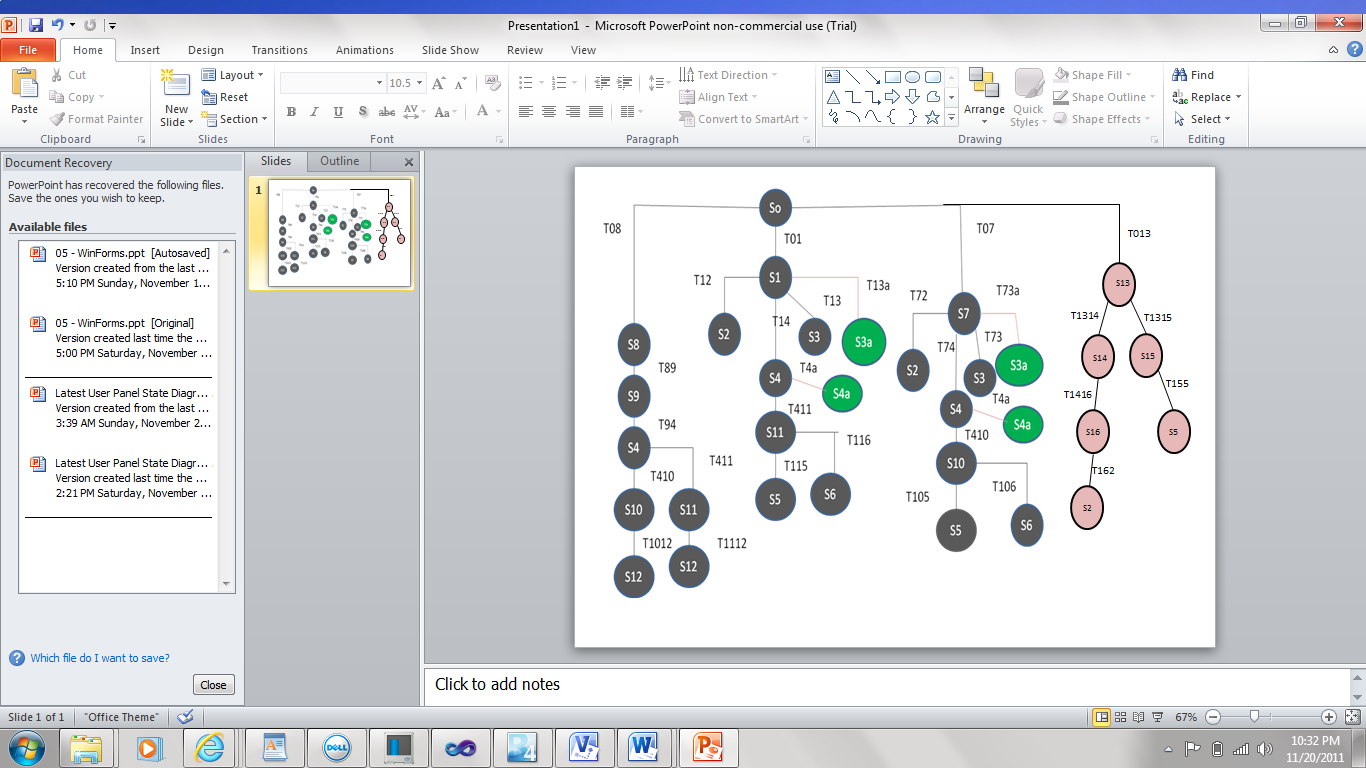 Presentation1 - Microsoft PowerPoint non-commercial use (Trial)
File Home Insert Design Transitions Animations Slide Show Review View
Paste
Cut
Copy
Format Painter
Clipboard
New
Slide
Layout
Reset
Section
Slides
10.5
B I U S abc AV Aa A
Font
Text Direction
Align Text
Convert to SmartArt
Paragraph
Arrange
Quick
Styles
Shape Fill
Shape Outline
Shape Effects
Drawing
Find
Replace
Select
Editing
Document Recovery
PowerPoint has recovered the following files.
Save the ones you wish to keep.
Available files
05 - WinForms.ppt [Autosaved]
Version created from the last ...
5:10 PM Sunday, November 1...
05 - WinForms.ppt [Original]
Version created last time the ...
5:00 PM Saturday, November ...
Latest User Panel State Diagr...
Version created from the last ...
3:39 AM Sunday, November 2...
Latest User Panel State Diagr...
Version created last time the ...
2:21 PM Saturday, November ...
Which file do I want to save?
Close
Slides Outline
1
So
T08 T01 T07 T013
T12 S1 T13a T73a S13
T13 T72
T14 S7 T1314 T1315
S2 S3 S3a T74 T73
S8 S14 S15
T89 T4a S2 S3 S3a
S4 S4a T155
S9 T411 T4a T1416
S4 S4a
T94 S11 T116 T410 S16 S5
S4 T411
T410 T115 S10 T162
S5 S6 T105 T106
S10 S11 S2
S5 S6
T1012 T1112
S12 S12
Click to add notes
Slide 1 of 1 "Office Theme" 67%
DELL
10:32 PM
11/20/2011